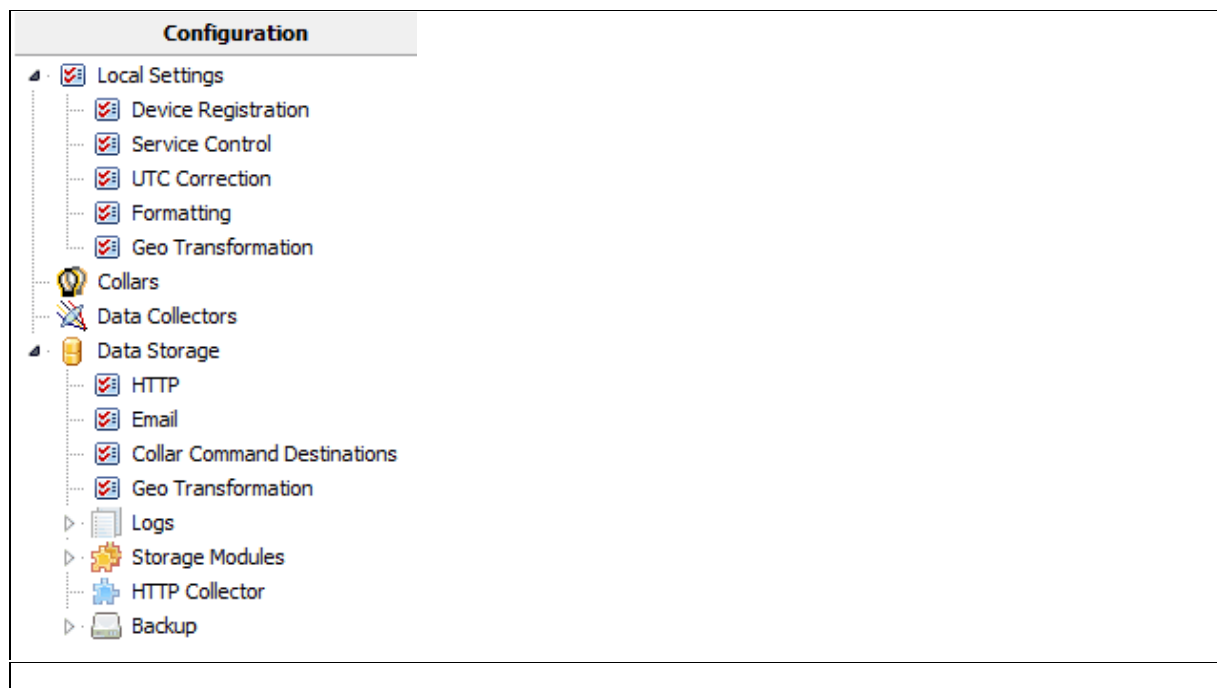 Configuration
Local Settings
Device Registration
Service Control
UTC Correction
Formatting
Geo Transformation
Collars
Data Collectors
Data Storage
HTTP
Email
Collar Command Destinations
Geo Transformation
Logs
Storage Modules
HTTP Collector
Backup